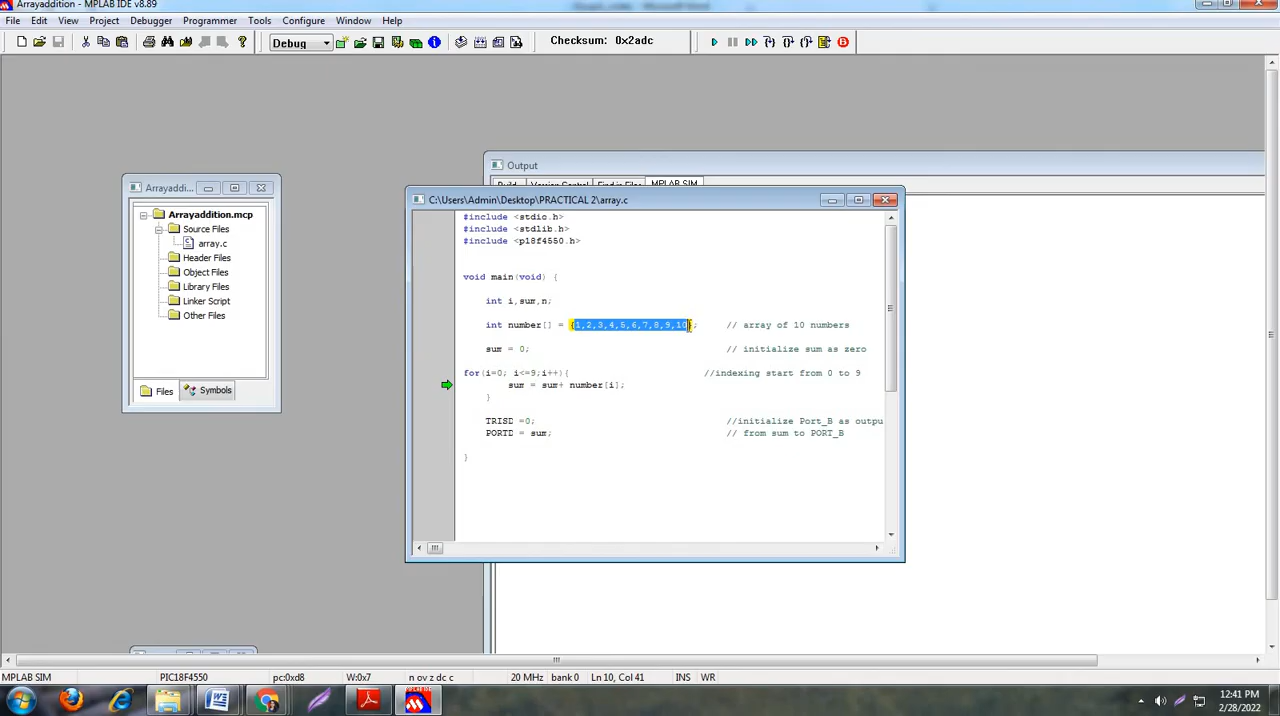 Arrayaddition - MPLAB IDE v8.89
File Edit View Project Debugger Programmer Tools Configure Window Help
Debug
Checksum: 0x2adc
Output
MPLAB SIM
Arrayaddi...
Arrayaddition.mcp
Source Files
array.c
Header Files
Object Files
Library Files
Linker Script
Other Files
Files Symbols
C:\Users\Admin\Desktop\PRACTICAL 2\array.c
#include <stdio.h>
#include <stdlib.h>
#include <p18f4550.h>
void main(void) {
int i,sum,n;
int number[] = {1,2,3,4,5,6,7,8,9,10}; // array of 10 numbers
sum = 0; // initialize sum as zero
for(i=0; i<=9;i++){ //indexing start from 0 to 9
sum = sum+ number[i];
}
TRISD =0; //initialize Port_B as outpu
PORTD = sum; // from sum to PORT_B
}
MPLAB SIM PIC18F4550 pc:0xd8 W:0x7 n ov z dc c 20 MHz bank 0 Ln 10, Col 41 INS WR
12:41 PM
2/28/2022